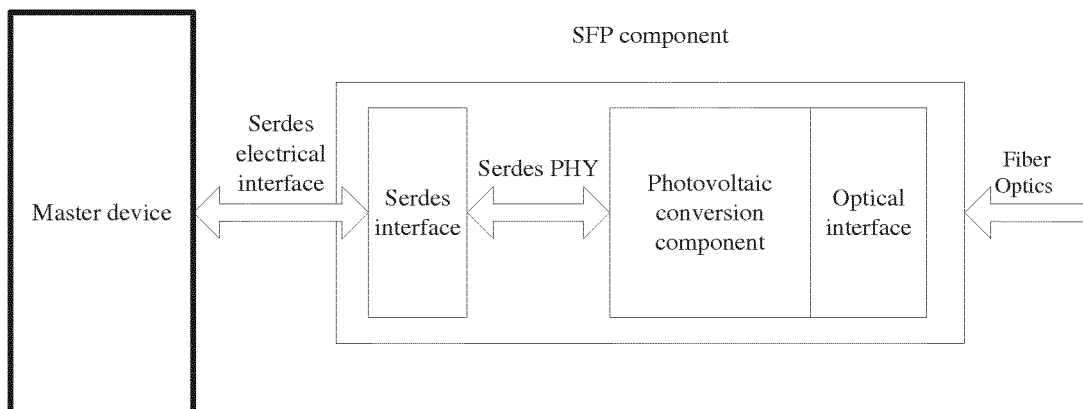 SFP component
Serdes
electrical
interface
Master device
Serdes
interface
Serdes PHY
Photovoltaic
conversion
component
Optical
interface
Fiber
Optics